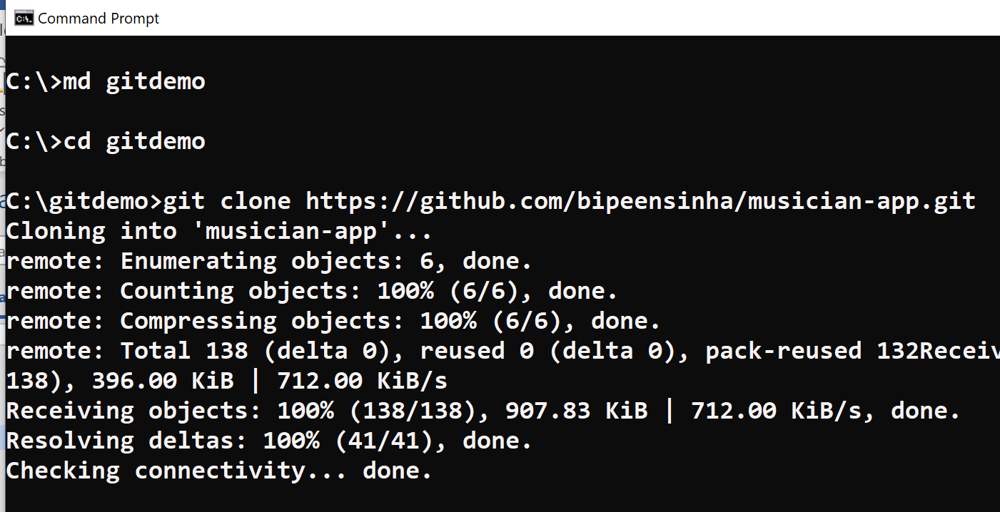 Command Prompt
C:\>md gitdemo
C:\>cd gitdemo
C:\gitdemo>git clone https://github.com/bipeensinha/musician-app.git
Cloning into 'musician-app'...
remote: Enumerating objects: 6, done.
remote: Counting objects: 100% (6/6), done.
remote: Compressing objects: 100% (6/6), done.
remote: Total 138 (delta 0), reused 0 (delta 0), pack-reused 132Receiv
138), 396.00 KiB | 712.00 KiB/s
Receiving objects: 100% (138/138), 907.83 KiB | 712.00 KiB/s, done.
Resolving deltas: 100% (41/41), done.
Checking connectivity... done.